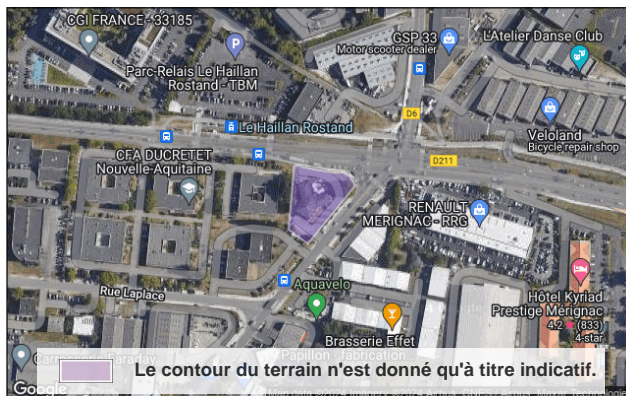 CGI FRANCE - 33185
GSP 33
Motor scooter dealer
L'Atelier Danse Club
Parc-Relais Le Haillan
Rostand - TBM
D6
Le Haillan Rostand
Veloland
Bicycle repair shop
CFA DUCRETET
Nouvelle-Aquitaine
D211
RENAULT
MERIGNAC - RRG
Aquavelo
Rue Laplace
Hôtel Kyriad
Prestige Mérignac
4.2 (833)
4-star
Brasserie Effet
Papillon - fabrication
Carrosserie Faraday
Le contour du terrain n'est donné qu'à titre indicatif.
Google